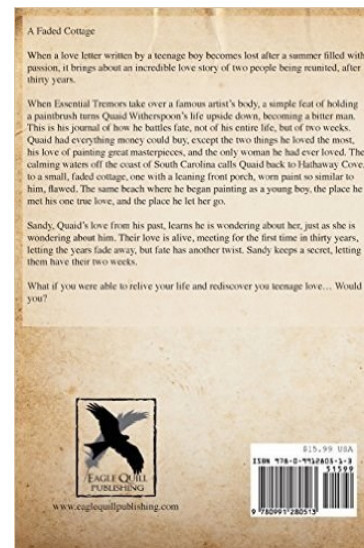 A Faded Cottage
When a love letter written by a teenage boy becomes lost after a summer filled with
passion, it brings about an incredible love story of two people being reunited, after
thirty years.
When Essential Tremors take over a famous artist's body, a simple feat of holding
a paintbrush turns Quaid Witherspoon's life upside down, becoming a bitter man.
This is his journal of how he battles fate, not of his entire life, but of two weeks.
Quaid had everything money could buy, except the two things he loved the most,
his love of painting great masterpieces, and the only woman he had ever loved. The
calming waters off the coast of South Carolina calls Quaid back to Hathaway Cove,
to a small, faded cottage, one with a leaning front porch, worn paint so similar to
him, flawed. The same beach where he began painting as a young boy, the place he
met his one true love, and the place he let her go.
Sandy, Quaid's love from his past, learns he is wondering about her, just as she is
wondering about him. Their love is alive, meeting for the first time in thirty years,
letting the years fade away, but fate has another twist. Sandy keeps a secret, letting
them have their two weeks.
What if you were able to relive your life and rediscover you teenage love... Would
you?
EAGLE QUILL
PUBLISHING
www.eaglequillpublishing.com
$15.99 USA
ISBN 978-0-9912805-1-3
51599
9 780991 280513